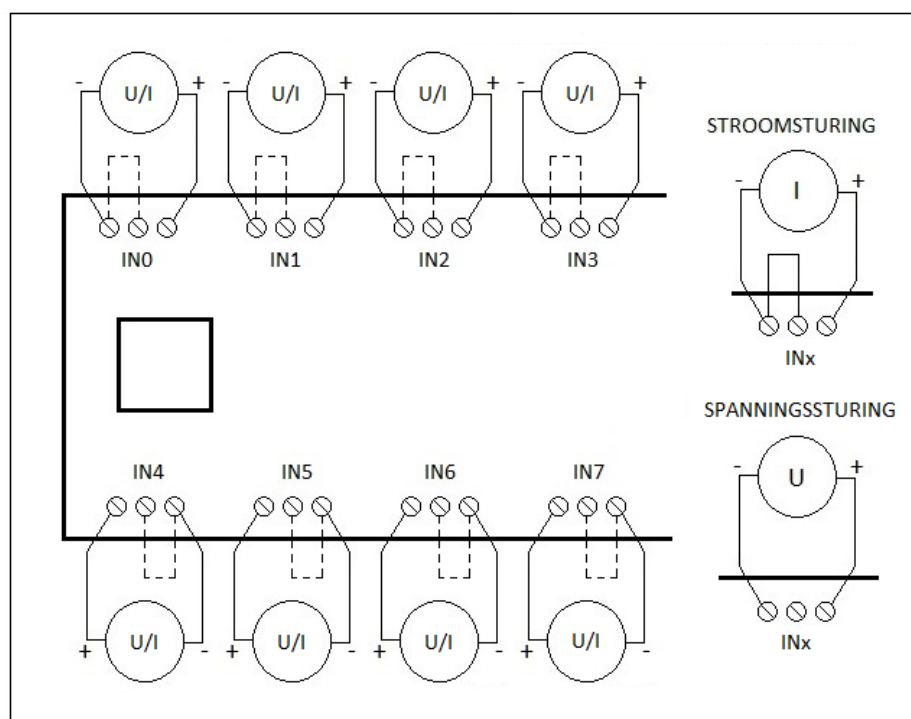 - U/I + - U/I + - U/I + - U/I +
IN0 IN1 IN2 IN3
STROOMSTURING
- I +
INx
IN4 IN5 IN6 IN7
+ U/I - + U/I - + U/I - + U/I -
SPANNINGSSTURING
- U +
INx